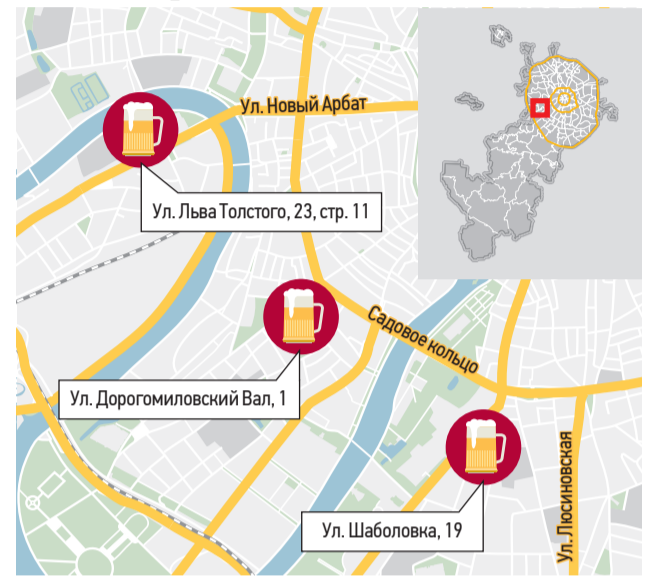 Ул. Новый Арбат
Ул. Льва Толстого, 23, стр. 11
Садовое кольцо
Ул. Дорогомиловский Вал, 1
Ул. Люсиновская
Ул. Шаболовка, 19